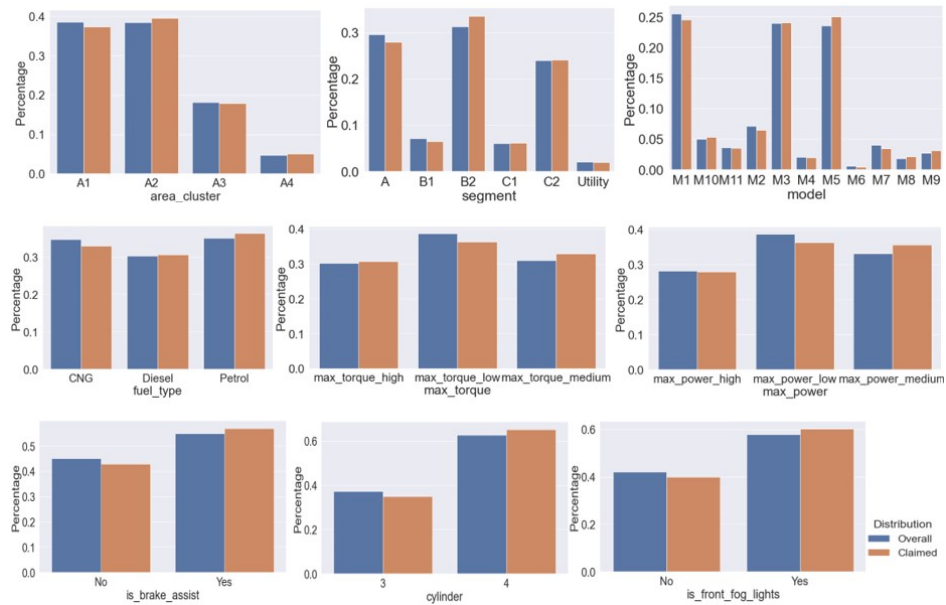 Percentage
0.4
0.3
0.2
0.1
0.0
A1 A2 A3 A4
area_cluster
Percentage
0.3
0.2
0.1
0.0
A B1 B2 C1 C2 Utility
segment
Percentage
0.25
0.20
0.15
0.10
0.05
0.00
M1 M10 M11 M2 M3 M4 M5 M6 M7 M8 M9
model
Percentage
0.3
0.2
0.1
0.0
CNG Diesel Petrol
fuel_type
Percentage
0.4
0.3
0.2
0.1
0.0
max_torque_high max_torque_low max_torque_medium
max_torque
Percentage
0.4
0.3
0.2
0.1
0.0
max_power_high max_power_low max_power_medium
max_power
Percentage
0.5
0.4
0.3
0.2
0.1
0.0
No Yes
is_brake_assist
Percentage
0.6
0.4
0.2
0.0
3 4
cylinder
Percentage
0.6
0.4
0.2
0.0
No Yes
is_front_fog_lights
Distribution
Overall
Claimed